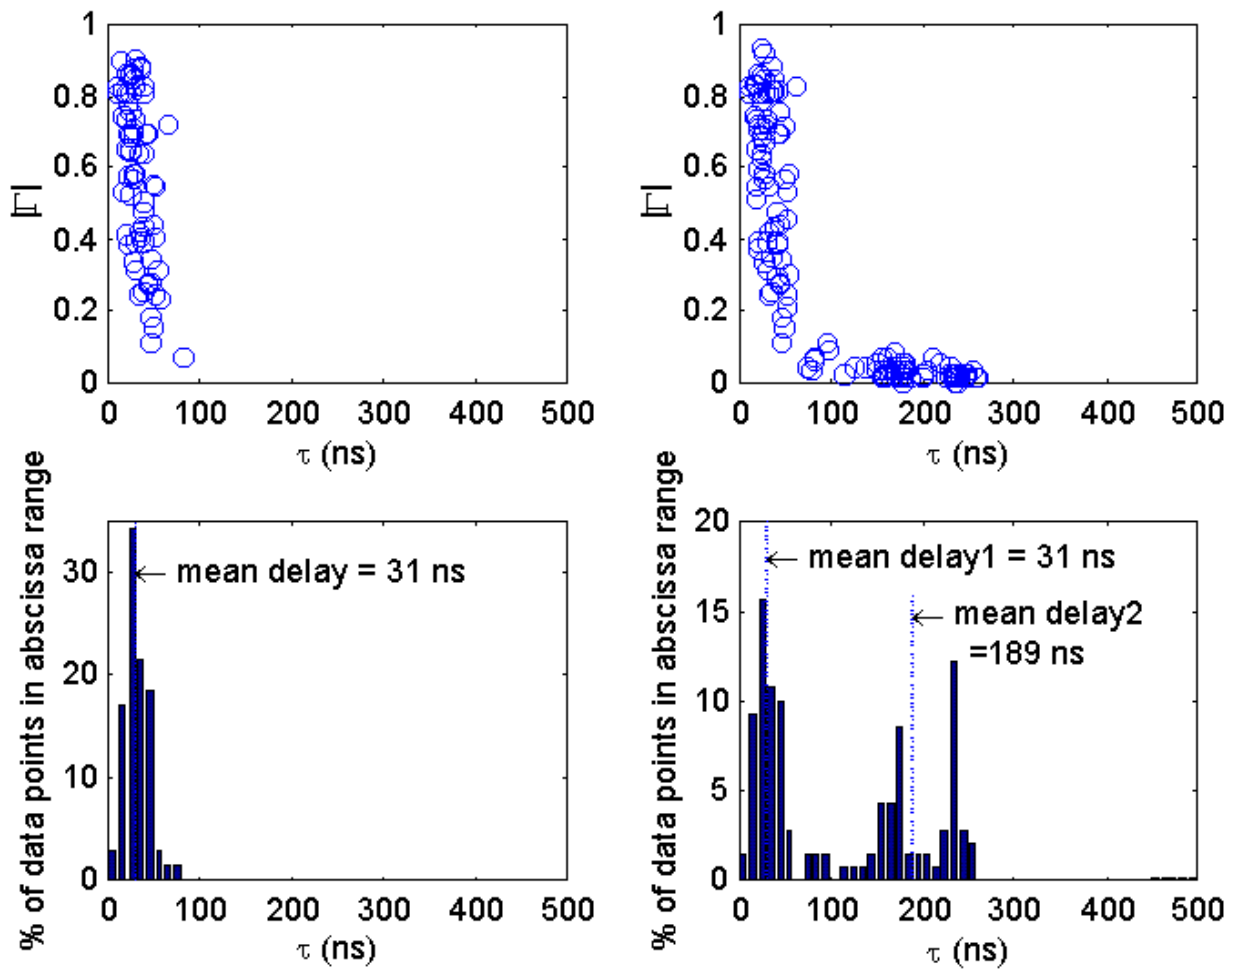 1
0.8
0.6
0.4
0.2
0
|Γ|
0 100 200 300 400 500
τ (ns)
1
0.8
0.6
0.4
0.2
0
|Γ|
0 100 200 300 400 500
τ (ns)
% of data points in abscissa range
30
20
10
0
mean delay = 31 ns
0 100 200 300 400 500
τ (ns)
% of data points in abscissa range
20
15
10
5
0
mean delay1 = 31 ns
mean delay2
=189 ns
0 100 200 300 400 500
τ (ns)